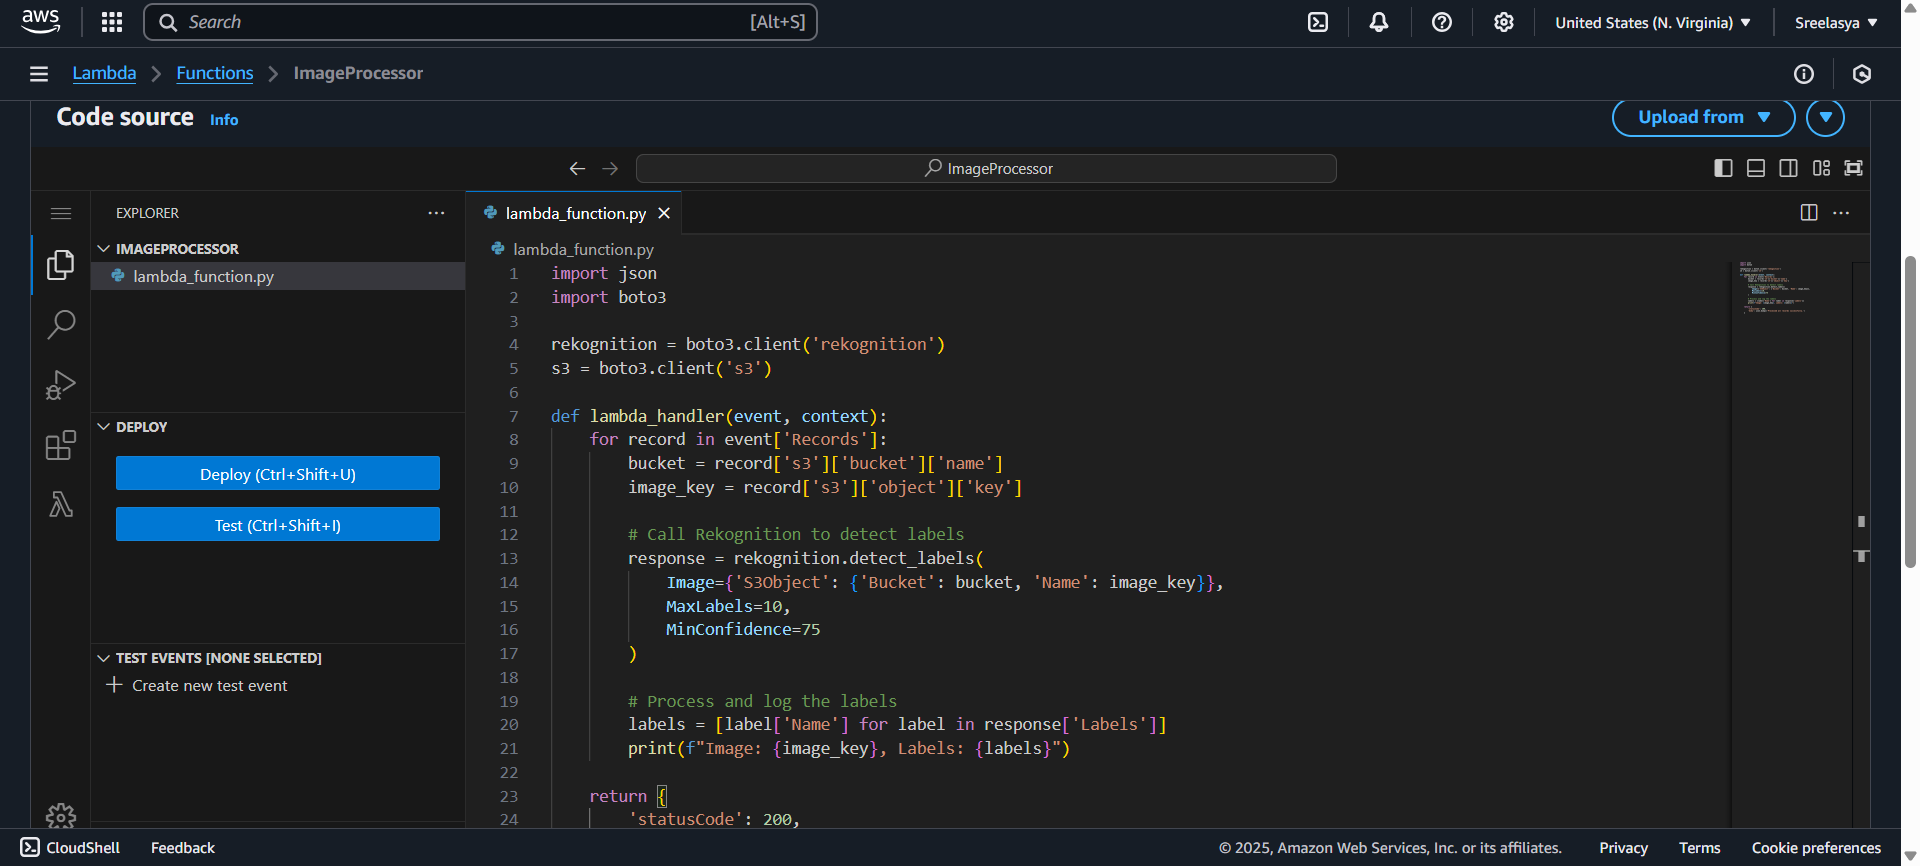 aws
Search
[Alt+S]
United States (N. Virginia)
Sreelasya
Lambda
Functions
ImageProcessor
Code source
Info
Upload from
ImageProcessor
EXPLORER
IMAGEPROCESSOR
lambda_function.py
DEPLOY
Deploy (Ctrl+Shift+U)
Test (Ctrl+Shift+I)
TEST EVENTS [NONE SELECTED]
Create new test event
lambda_function.py
lambda_function.py
1 import json
2 import boto3
3
4 rekognition = boto3.client('rekognition')
5 s3 = boto3.client('s3')
6
7 def lambda_handler(event, context):
8 for record in event['Records']:
9 bucket = record['s3']['bucket']['name']
10 image_key = record['s3']['object']['key']
11
12 # Call Rekognition to detect labels
13 response = rekognition.detect_labels(
14 Image={'S3Object': {'Bucket': bucket, 'Name': image_key}},
15 MaxLabels=10,
16 MinConfidence=75
17 )
18
19 # Process and log the labels
20 labels = [label['Name'] for label in response['Labels']]
21 print(f"Image: {image_key}, Labels: {labels}")
22
23 return {
24 'statusCode': 200,
CloudShell
Feedback
© 2025, Amazon Web Services, Inc. or its affiliates.
Privacy
Terms
Cookie preferences